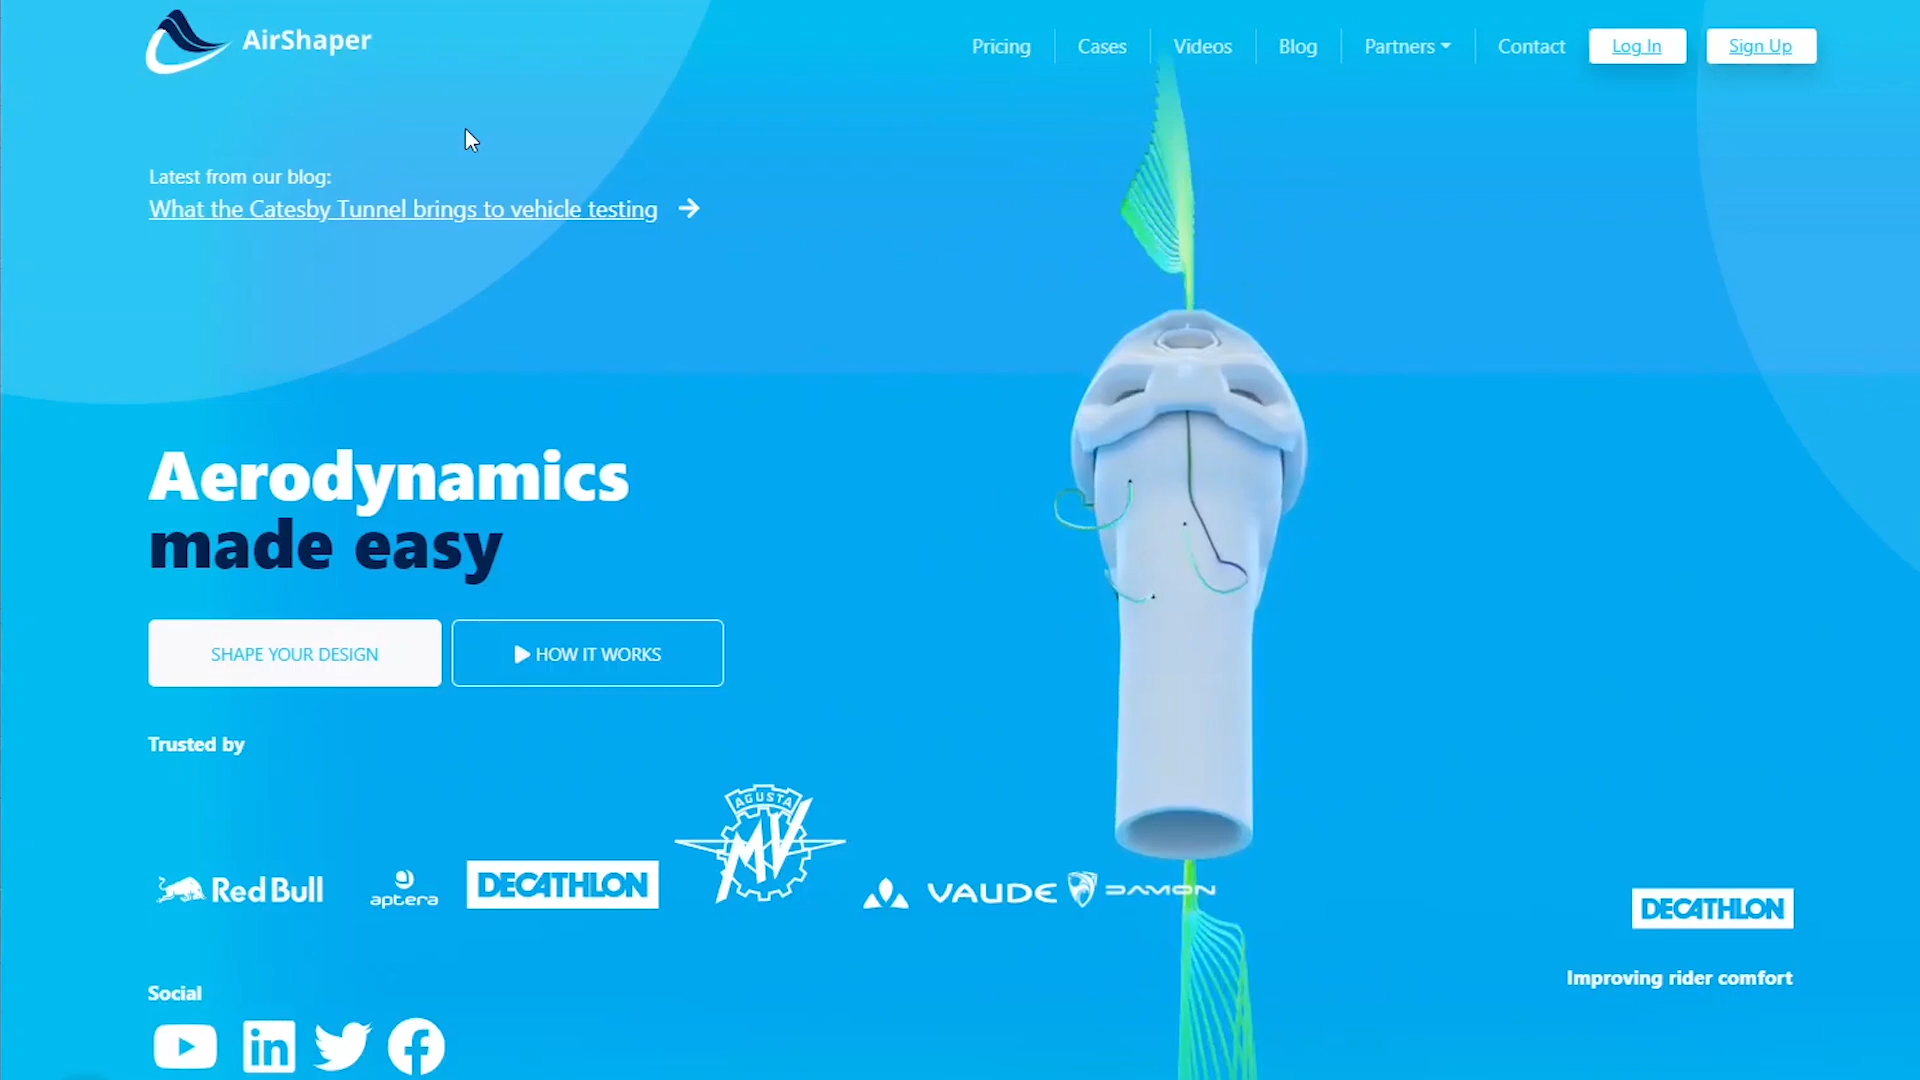 AirShaper
Pricing
Cases
Videos
Blog
Partners
Contact
Log In
Sign Up
Latest from our blog:
What the Catesby Tunnel brings to vehicle testing
Aerodynamics
made easy
SHAPE YOUR DESIGN
HOW IT WORKS
Trusted by
Red Bull
aptera
DECATHLON
AGUSTA
MV
VAUDE
DAMON
DECATHLON
Improving rider comfort
Social
in